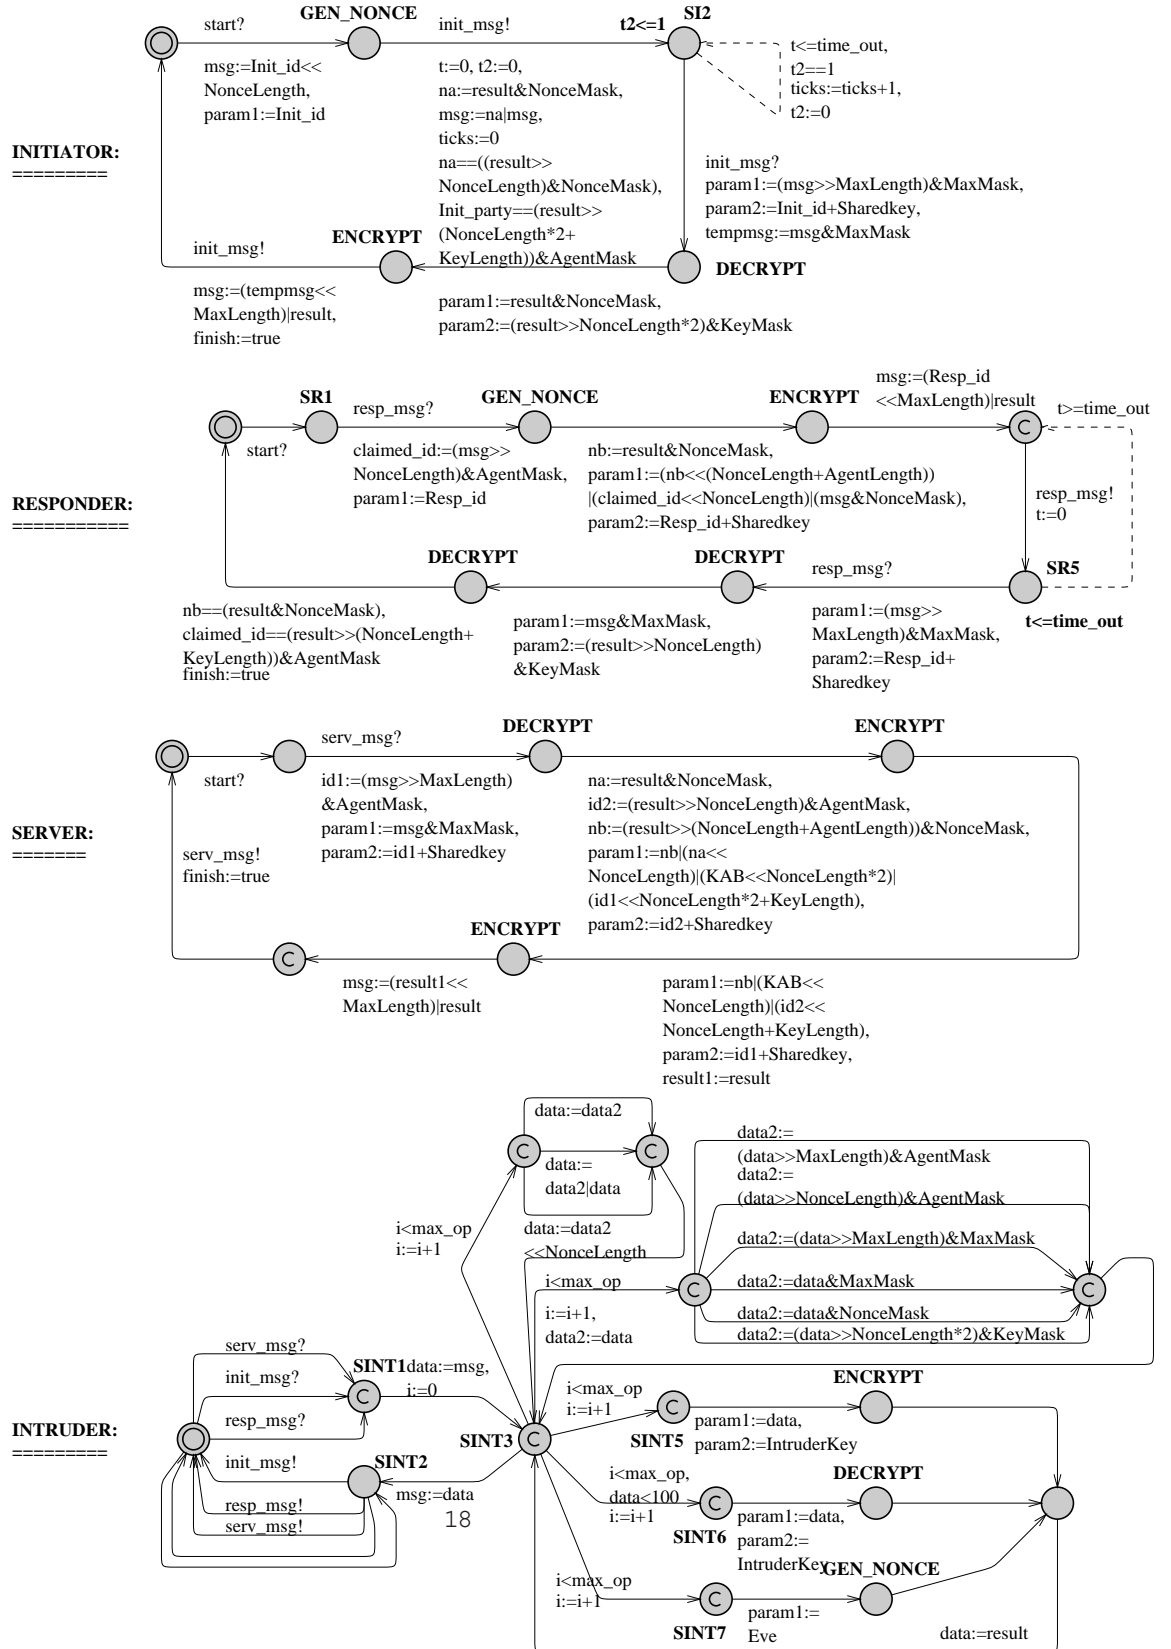 GEN_NONCE
SI2
start?
init_msg!
t2<=1
t<=time_out,
t2==1
ticks:=ticks+1,
t2:=0
msg:=Init_id<<
NonceLength,
param1:=Init_id
t:=0, t2:=0,
na:=result&NonceMask,
msg:=na|msg,
ticks:=0
na==((result>>
NonceLength)&NonceMask),
Init_party==(result>>
(NonceLength*2+
KeyLength))&AgentMask
INITIATOR:
=========
init_msg?
param1:=(msg>>MaxLength)&MaxMask,
param2:=Init_id+Sharedkey,
tempmsg:=msg&MaxMask
init_msg!
ENCRYPT
DECRYPT
msg:=(tempmsg<<
MaxLength)|result,
finish:=true
param1:=result&NonceMask,
param2:=(result>>NonceLength*2)&KeyMask
SR1
resp_msg?
GEN_NONCE
ENCRYPT
msg:=(Resp_id
<<MaxLength)|result
t>=time_out
start?
claimed_id:=(msg>>
NonceLength)&AgentMask,
param1:=Resp_id
nb:=result&NonceMask,
param1:=(nb<<(NonceLength+AgentLength))
|(claimed_id<<NonceLength)|(msg&NonceMask),
param2:=Resp_id+Sharedkey
resp_msg!
t:=0
RESPONDER:
===========
DECRYPT
DECRYPT
resp_msg?
SR5
t<=time_out
nb==(result&NonceMask),
claimed_id==(result>>(NonceLength+
KeyLength))&AgentMask
finish:=true
param1:=msg&MaxMask,
param2:=(result>>NonceLength)
&KeyMask
param1:=(msg>>
MaxLength)&MaxMask,
param2:=Resp_id+
Sharedkey
serv_msg?
DECRYPT
ENCRYPT
start?
id1:=(msg>>MaxLength)
&AgentMask,
param1:=msg&MaxMask,
param2:=id1+Sharedkey
na:=result&NonceMask,
id2:=(result>>NonceLength)&AgentMask,
nb:=(result>>(NonceLength+AgentLength))&NonceMask,
param1:=nb|(na<<
NonceLength)|(KAB<<NonceLength*2)|
(id1<<NonceLength*2+KeyLength),
param2:=id2+Sharedkey
SERVER:
=======
serv_msg!
finish:=true
C
ENCRYPT
msg:=(result1<<
MaxLength)|result
param1:=nb|(KAB<<
NonceLength)|(id2<<
NonceLength+KeyLength),
param2:=id1+Sharedkey,
result1:=result
data:=data2
C
C
data:=
data2|data
data:=data2
<<NonceLength
i<max_op
i:=i+1
data2:=
(data>>MaxLength)&AgentMask
data2:=
(data>>NonceLength)&AgentMask
data2:=(data>>MaxLength)&MaxMask
i<max_op
C
data2:=data&MaxMask
C
i:=i+1,
data2:=data
data2:=data&NonceMask
data2:=(data>>NonceLength*2)&KeyMask
serv_msg?
init_msg?
resp_msg?
SINT1
C
data:=msg,
i:=0
INTRUDER:
=========
SINT3
C
i<max_op
i:=i+1
C
SINT5
param1:=data,
param2:=IntruderKey
ENCRYPT
init_msg!
resp_msg!
serv_msg!
SINT2
msg:=data
18
i<max_op,
data<100
i:=i+1
C
SINT6
DECRYPT
param1:=data,
param2:=
IntruderKey
GEN_NONCE
i<max_op
i:=i+1
C
SINT7
param1:=
Eve
data:=result